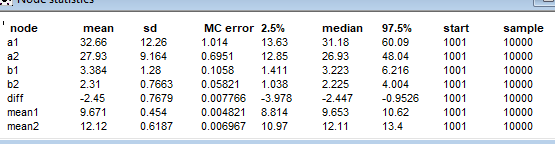 Node statistics
node mean sd MC error 2.5% median 97.5% start sample
a1 32.66 12.26 1.014 13.63 31.18 60.09 1001 10000
a2 27.93 9.164 0.6951 12.85 26.93 48.04 1001 10000
b1 3.384 1.28 0.1058 1.411 3.223 6.216 1001 10000
b2 2.31 0.7663 0.05821 1.038 2.225 4.004 1001 10000
diff -2.45 0.7679 0.007766 -3.978 -2.447 -0.9526 1001 10000
mean1 9.671 0.454 0.004821 8.814 9.653 10.62 1001 10000
mean2 12.12 0.6187 0.006967 10.97 12.11 13.4 1001 10000